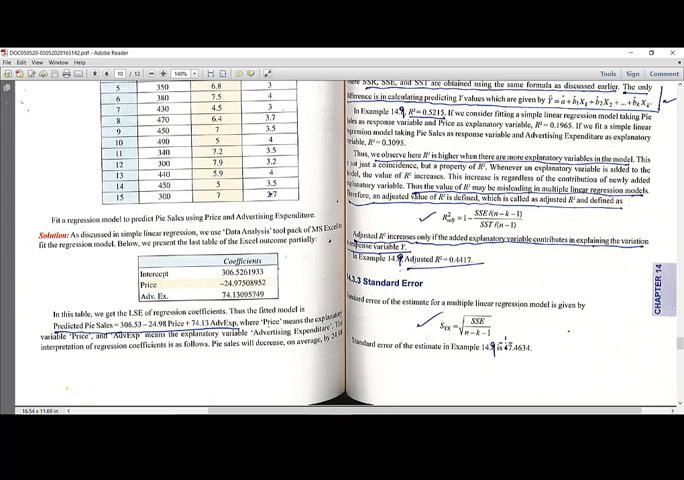 DOC050520-05052020165142.pdf - Adobe Reader
File Edit View Window Help
10 / 12
140%
Tools Sign Comment
5 350 6.8 3
6 380 7.5 4
7 430 4.5 3
8 470 6.4 3.7
9 450 7 3.5
10 490 5 4
11 340 7.2 3.5
12 300 7.9 3.2
13 440 5.9 4
14 450 5 3.5
15 300 7 2.7
Fit a regression model to predict Pie Sales using Price and Advertising Expenditure.
Solution: As discussed in simple linear regression, we use 'Data Analysis' tool pack of MS Excel to
fit the regression model. Below, we present the last table of the Excel outcome partially:
Coefficients
Intercept 306.5261933
Price −24.97508952
Adv. Ex. 74.13095749
In this table, we get the LSE of regression coefficients. Thus the fitted model is
Predicted Pie Sales = 306.53 -24.98 Price + 74.13 AdvExp, where 'Price' means the explanatory
variable 'Price', and 'AdvExp' means the explanatory variable 'Advertising Expenditure'. The
interpretation of regression coefficients is as follows. Pie sales will decrease, on average, by 24.98
here SSR, SSE, and SST are obtained using the same formula as discussed earlier. The only
difference is in calculating predicting Y values which are given by Ŷ = â + b̂₁X₁ + b̂₂X₂ + ... + b̂ₖXₖ.
In Example 14.9, R² = 0.5215. If we consider fitting a simple linear regression model taking Pie
Sales as response variable and Price as explanatory variable, R² = 0.1965. If we fit a simple linear
regression model taking Pie Sales as response variable and Advertising Expenditure as explanatory
variable, R² = 0.3095.
Thus, we observe here R² is higher when there are more explanatory variables in the model. This
is not just a coincidence, but a property of R². Whenever an explanatory variable is added to the
model, the value of R² increases. This increase is regardless of the contribution of newly added
explanatory variable. Thus the value of R² may be misleading in multiple linear regression models.
Therefore, an adjusted value of R² is defined, which is called as adjusted R² and defined as
R²adj = 1 − SSE /(n−k−1) / SST /(n−1)
Adjusted R² increases only if the added explanatory variable contributes in explaining the variation
in response variable Y.
In Example 14.9, Adjusted R² = 0.4417.
14.3.3 Standard Error
Standard error of the estimate for a multiple linear regression model is given by
S_YX = √(SSE / n−k−1)
Standard error of the estimate in Example 14.9 is 47.4634.
CHAPTER 14
16.54 x 11.69 in